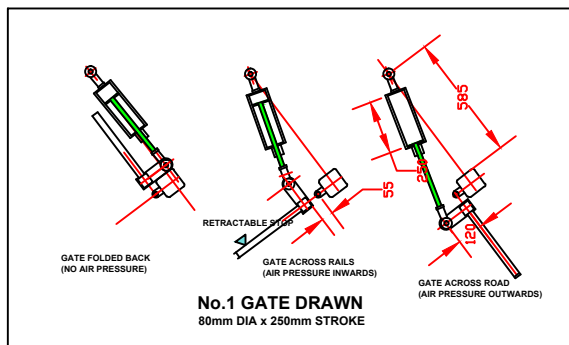 585
250
55
RETRACTABLE STOP
120
GATE FOLDED BACK
(NO AIR PRESSURE)
GATE ACROSS RAILS
(AIR PRESSURE INWARDS)
GATE ACROSS ROAD
(AIR PRESSURE OUTWARDS)
No.1 GATE DRAWN
80mm DIA x 250mm STROKE